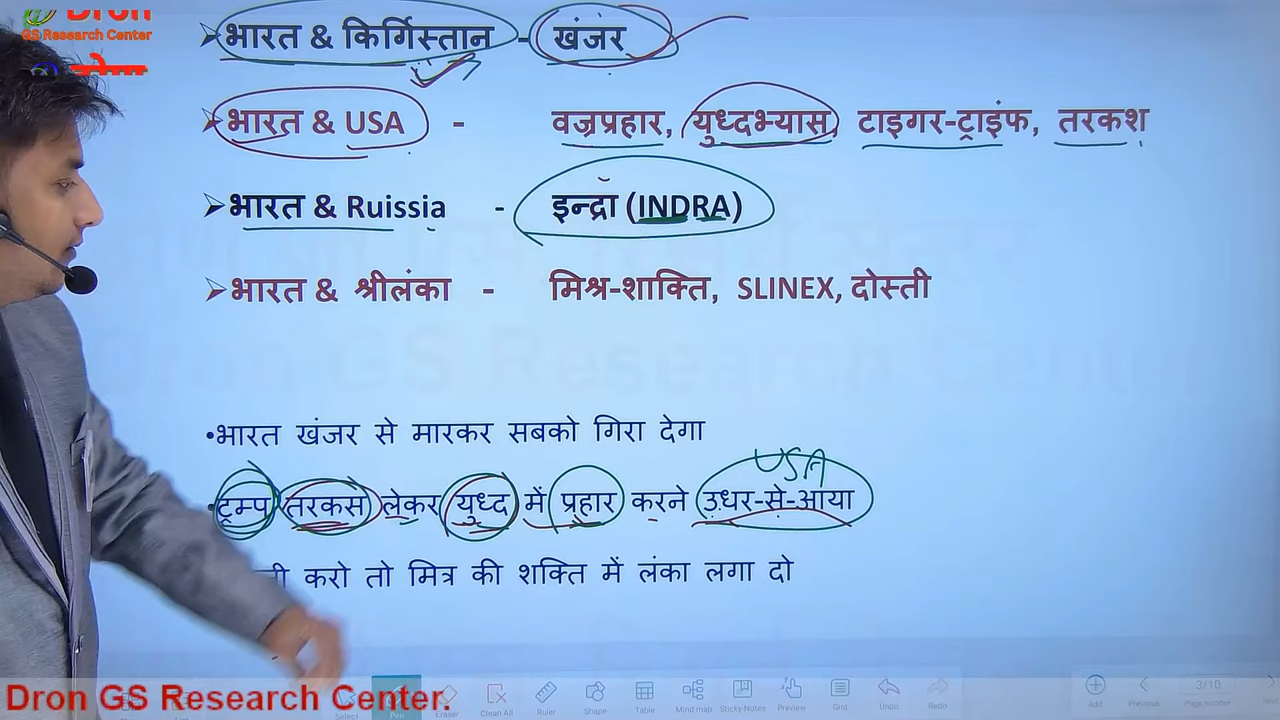 Dron
GS Research Center
भारत & किर्गिस्तान - खंजर
भारत & USA - वज्रप्रहार, युध्दभ्यास, टाइगर-ट्राइंफ, तरकश
भारत & Ruissia - इन्द्रा (INDRA)
भारत & श्रीलंका - मिश्र-शाक्ति, SLINEX, दोस्ती
•भारत खंजर से मारकर सबको गिरा देगा
USA
•ट्रम्प तरकस लेकर युध्द में प्रहार करने उधर-से-आया
करो तो मित्र की शक्ति में लंका लगा दो
Dron GS Research Center.
Select Pen Eraser Clean All Ruler Shape Table Mind map Sticky-Notes Preview Grid Undo Redo Add Previous 3/10 Page number